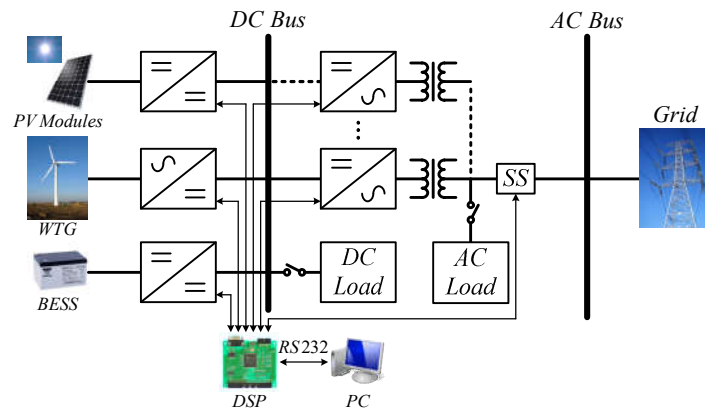 DC Bus
AC Bus
PV Modules
Grid
WTG
SS
BESS
DC
Load
AC
Load
RS232
DSP
PC